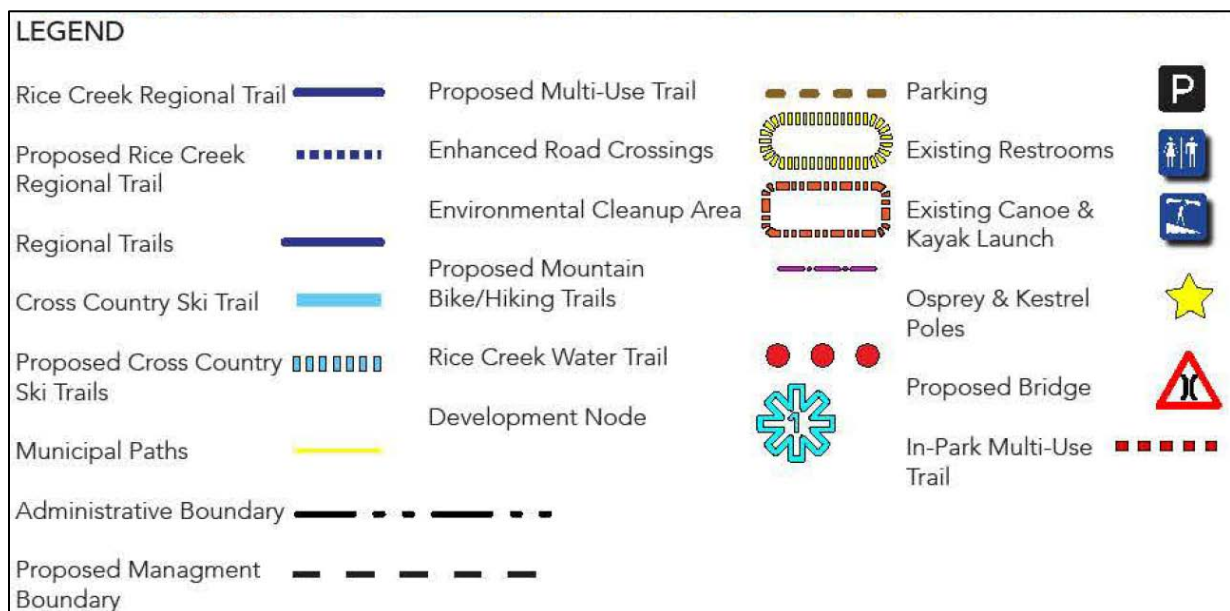 LEGEND
Rice Creek Regional Trail
Proposed Rice Creek
Regional Trail
Regional Trails
Cross Country Ski Trail
Proposed Cross Country
Ski Trails
Municipal Paths
Administrative Boundary
Proposed Managment
Boundary
Proposed Multi-Use Trail
Enhanced Road Crossings
Environmental Cleanup Area
Proposed Mountain
Bike/Hiking Trails
Rice Creek Water Trail
Development Node
1
Parking
P
Existing Restrooms
Existing Canoe &
Kayak Launch
Osprey & Kestrel
Poles
Proposed Bridge
In-Park Multi-Use
Trail